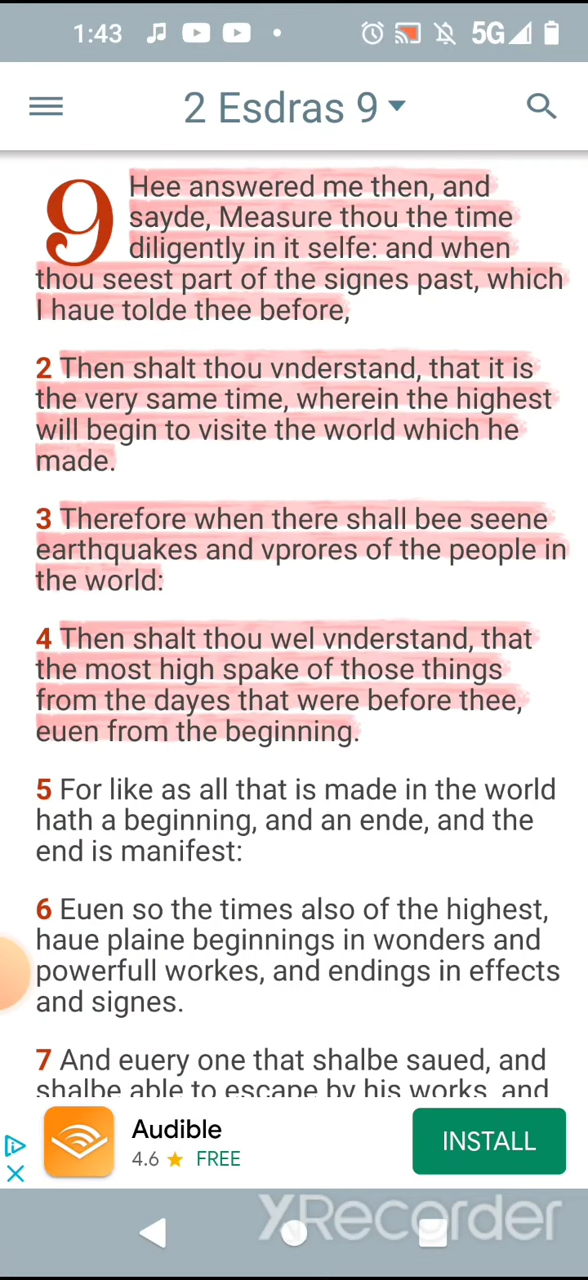 1:43 5G
2 Esdras 9
9 Hee answered me then, and
sayde, Measure thou the time
diligently in it selfe: and when
thou seest part of the signes past, which
I haue tolde thee before,
2 Then shalt thou vnderstand, that it is
the very same time, wherein the highest
will begin to visite the world which he
made.
3 Therefore when there shall bee seene
earthquakes and vprores of the people in
the world:
4 Then shalt thou wel vnderstand, that
the most high spake of those things
from the dayes that were before thee,
euen from the beginning.
5 For like as all that is made in the world
hath a beginning, and an ende, and the
end is manifest:
6 Euen so the times also of the highest,
haue plaine beginnings in wonders and
powerfull workes, and endings in effects
and signes.
7 And euery one that shalbe saued, and
shalbe able to escape by his works, and
Audible
4.6 ★ FREE
INSTALL
XRecorder